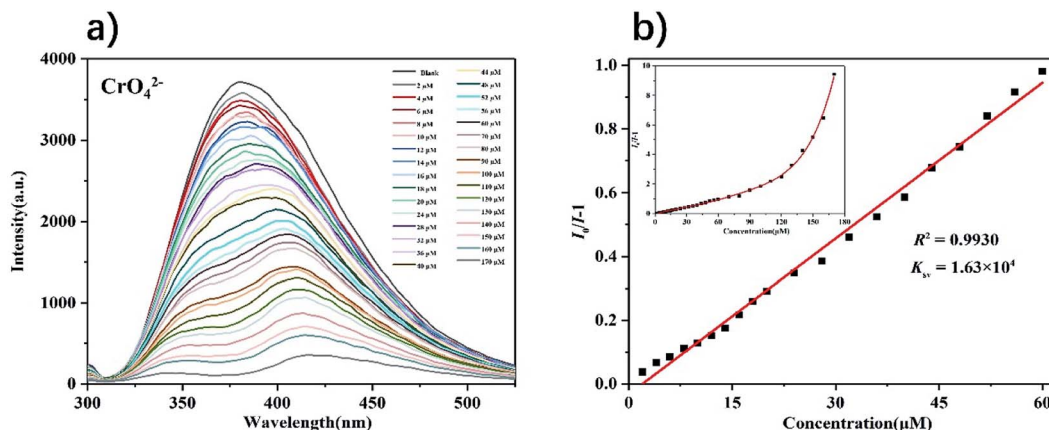 a)
CrO₄²⁻
Intensity(a.u.)
4000
3000
2000
1000
0
300
350
400
450
500
Wavelength(nm)
Blank
2 μM
4 μM
6 μM
8 μM
10 μM
12 μM
14 μM
16 μM
18 μM
20 μM
24 μM
28 μM
32 μM
36 μM
40 μM
44 μM
48 μM
52 μM
56 μM
60 μM
70 μM
80 μM
90 μM
100 μM
110 μM
120 μM
130 μM
140 μM
150 μM
160 μM
170 μM
b)
I₀/I-1
1.0
0.8
0.6
0.4
0.2
0.0
0
15
30
45
60
Concentration(μM)
I₀/I-1
10
8
6
4
2
0
0
30
60
90
120
150
180
Concentration(μM)
R² = 0.9930
Ksv = 1.63×10⁴